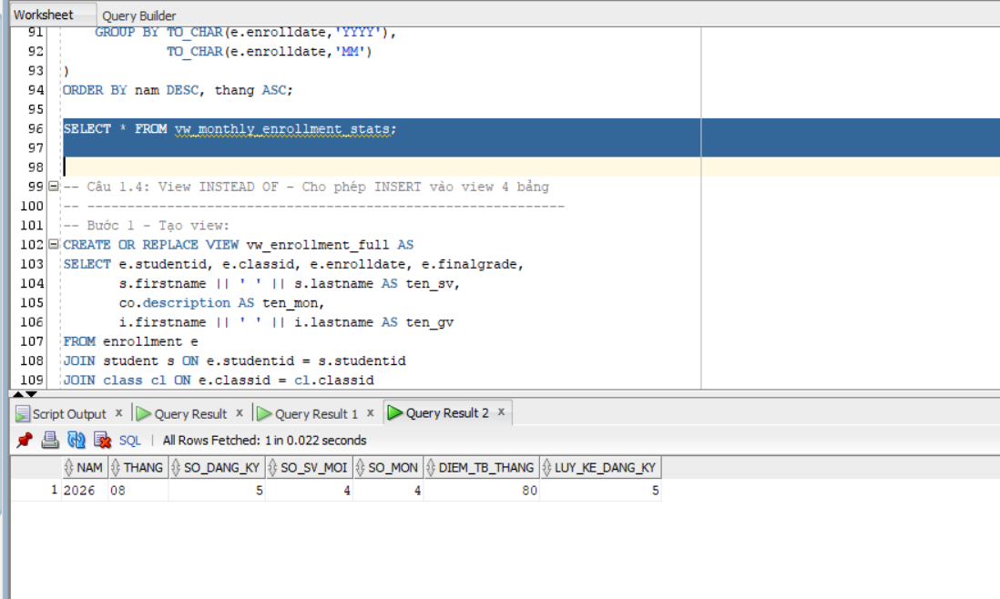 Worksheet Query Builder
91 GROUP BY TO_CHAR(e.enrolldate,'YYYY'),
92 TO_CHAR(e.enrolldate,'MM')
93 )
94 ORDER BY nam DESC, thang ASC;
95
96 SELECT * FROM vw_monthly_enrollment_stats;
97
98
99 -- Câu 1.4: View INSTEAD OF - Cho phép INSERT vào view 4 bảng
100 -- ------------------------------------------------------------
101 -- Bước 1 - Tạo view:
102 CREATE OR REPLACE VIEW vw_enrollment_full AS
103 SELECT e.studentid, e.classid, e.enrolldate, e.finalgrade,
104 s.firstname || ' ' || s.lastname AS ten_sv,
105 co.description AS ten_mon,
106 i.firstname || ' ' || i.lastname AS ten_gv
107 FROM enrollment e
108 JOIN student s ON e.studentid = s.studentid
109 JOIN class cl ON e.classid = cl.classid
Script Output x Query Result x Query Result 1 x Query Result 2 x
SQL | All Rows Fetched: 1 in 0.022 seconds
NAM THANG SO_DANG_KY SO_SV_MOI SO_MON DIEM_TB_THANG LUY_KE_DANG_KY
1 2026 08 5 4 4 80 5